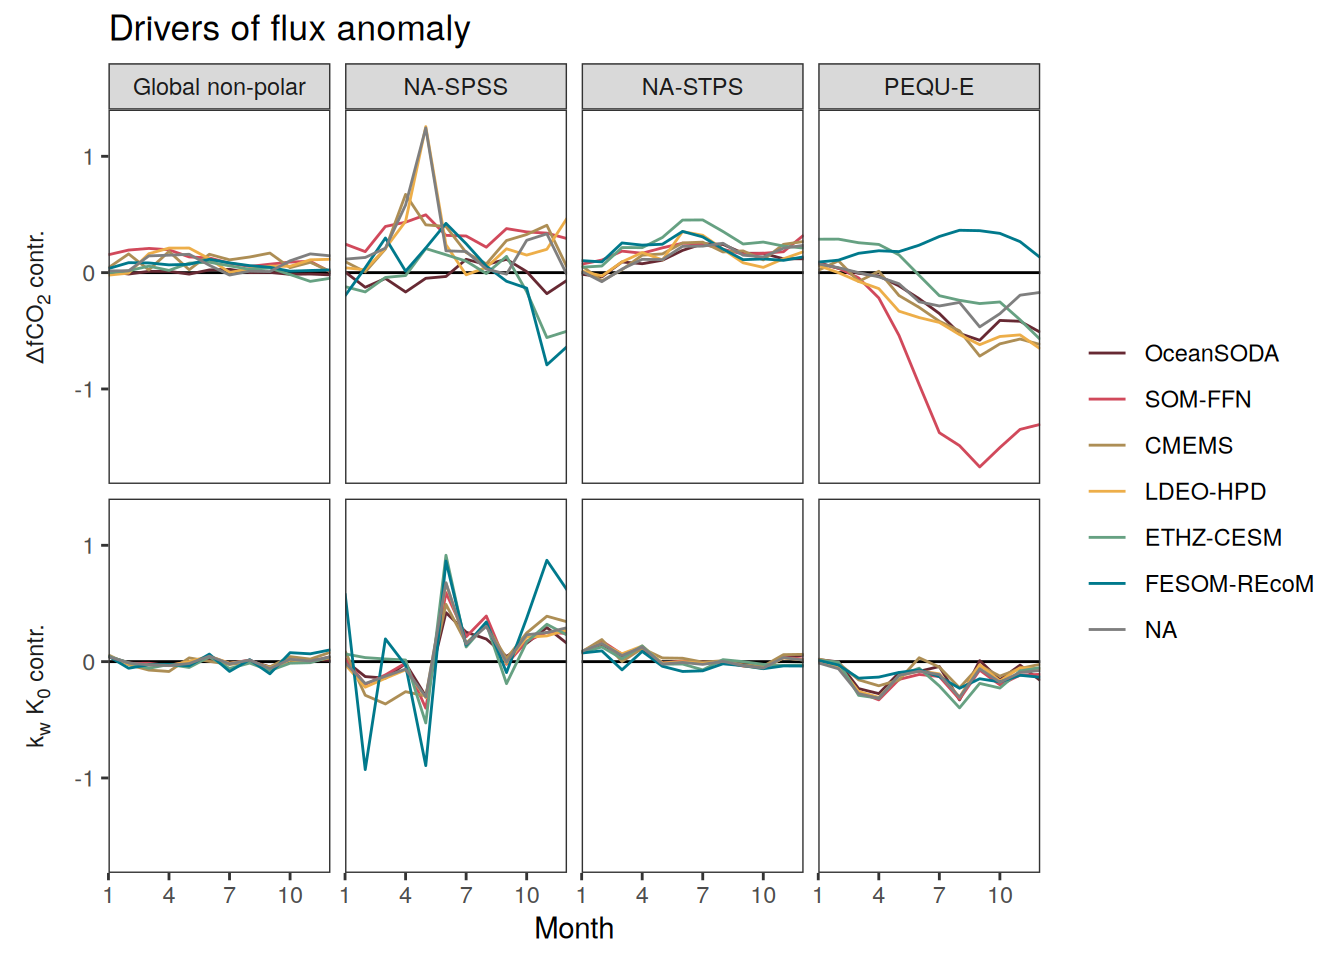 Drivers of flux anomaly
Global non-polar NA-SPSS NA-STPS PEQU-E
ΔfCO2 contr.
1
0
-1
kw K0 contr.
1
0
-1
1 4 7 10 1 4 7 10 1 4 7 10 1 4 7 10
Month
OceanSODA
SOM-FFN
CMEMS
LDEO-HPD
ETHZ-CESM
FESOM-REcoM
NA